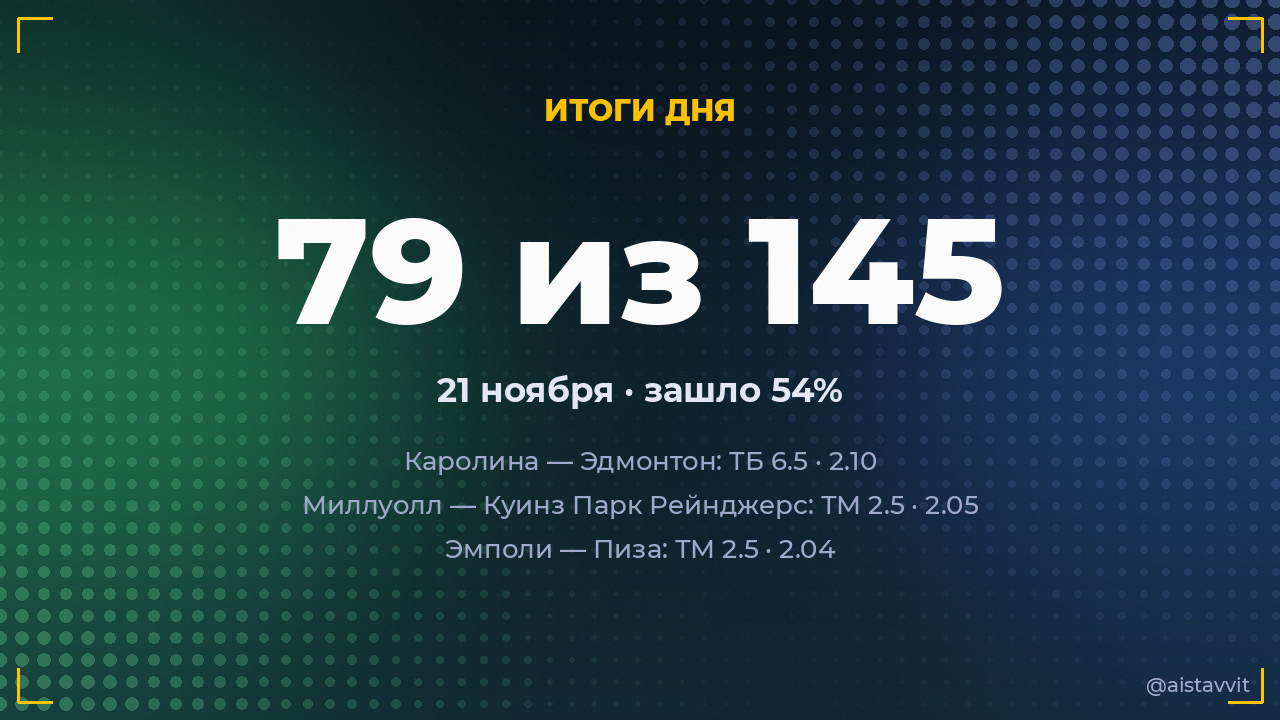 ИТОГИ ДНЯ
79 из 145
21 ноября · зашло 54%
Каролина — Эдмонтон: ТБ 6.5 · 2.10
Миллуолл — Куинз Парк Рейнджерс: ТМ 2.5 · 2.05
Эмполи — Пиза: ТМ 2.5 · 2.04
@aistavvit